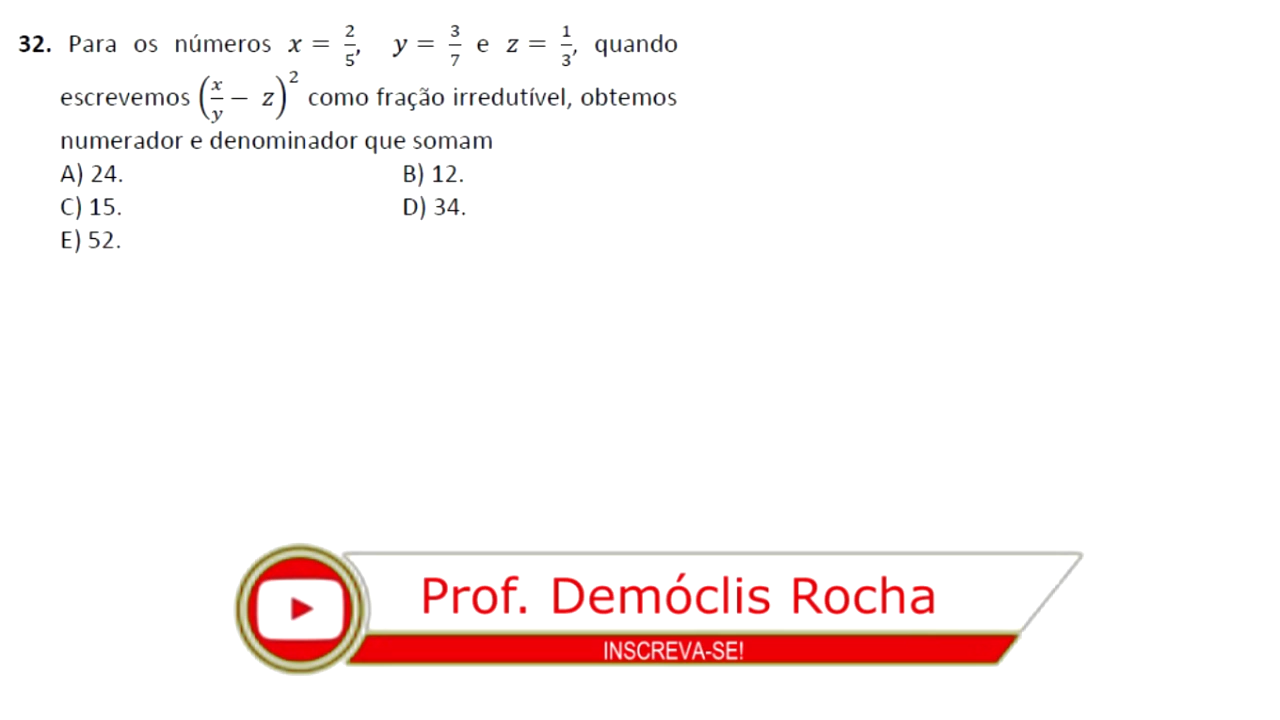 32. Para os números x = 2/5, y = 3/7 e z = 1/3, quando
escrevemos (x/y − z)² como fração irredutível, obtemos
numerador e denominador que somam
A) 24. B) 12.
C) 15. D) 34.
E) 52.
Prof. Demóclis Rocha
INSCREVA-SE!